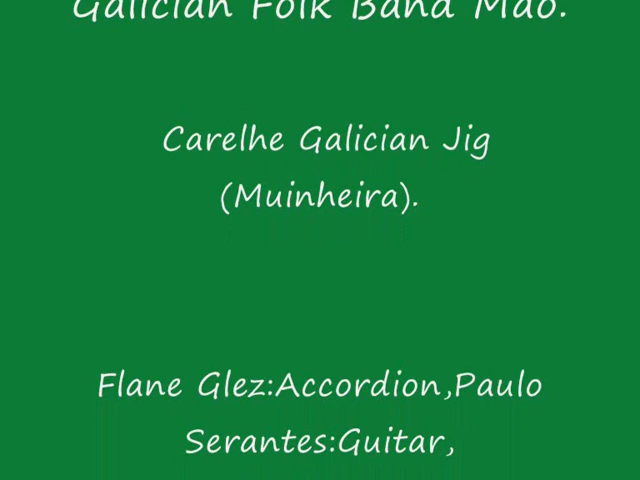 Galician Folk Band Mao.
Carelhe Galician Jig
(Muinheira).
Flane Glez:Accordion,Paulo
Serantes:Guitar,